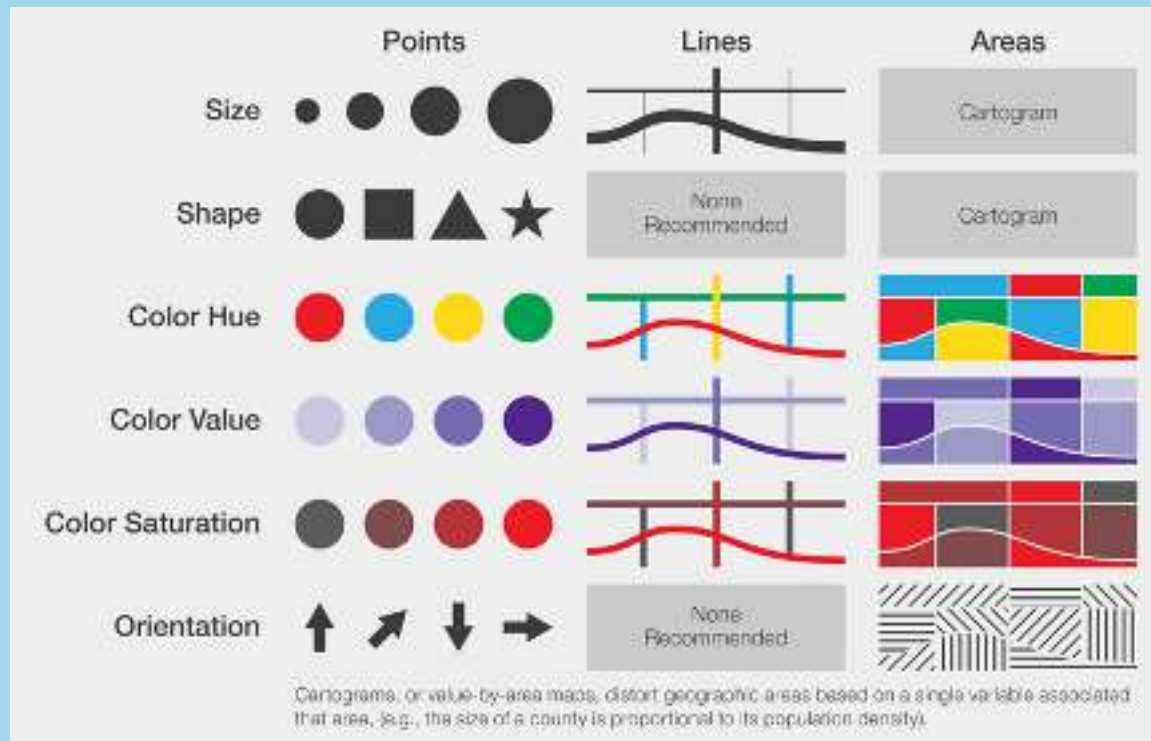 Points Lines Areas
Size
Cartogram
Shape
None
Recommended
Cartogram
Color Hue
Color Value
Color Saturation
Orientation
None
Recommended
Cartograms, or value-by-area maps, distort geographic areas based on a single variable associated
that area, (e.g., the size of a county is proportional to its population density).